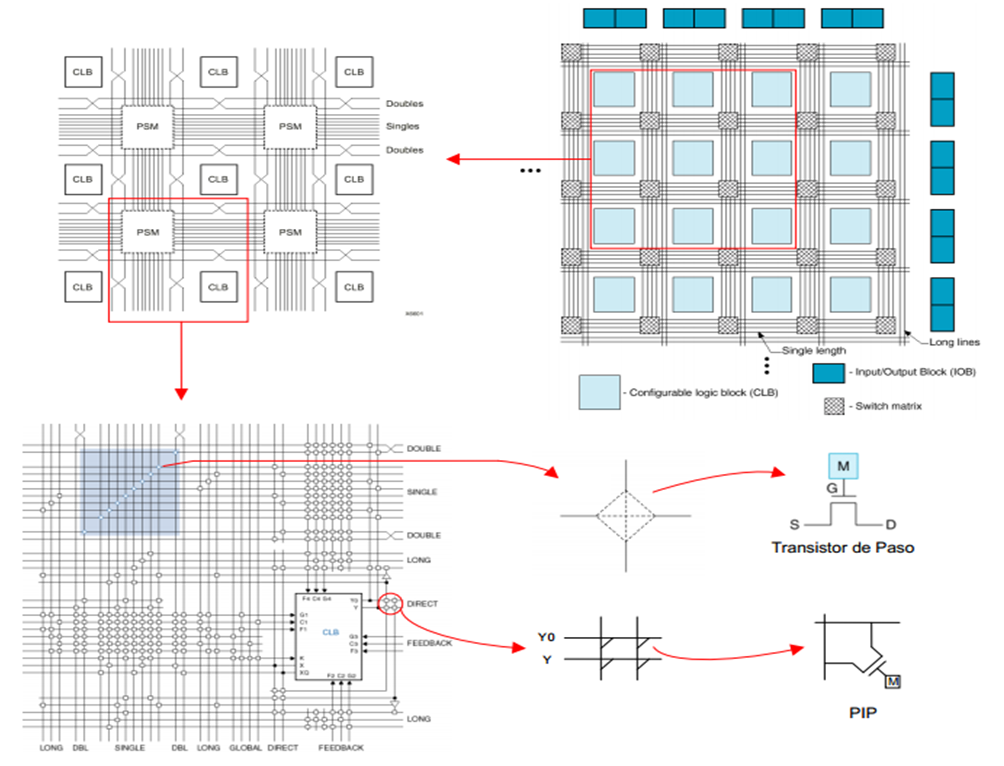 CLB
CLB
CLB
Doubles
PSM
PSM
Singles
Doubles
CLB
CLB
CLB
PSM
PSM
CLB
CLB
CLB
Single length
Long lines
- Input/Output Block (IOB)
- Configurable logic block (CLB)
- Switch matrix
DOUBLE
SINGLE
DOUBLE
LONG
DIRECT
FEEDBACK
LONG
F4 C4 G4
YQ
Y
G1
C1
F1
CLB
G3
C3
F3
K
X
XQ
F2 C2 G2
LONG DBL SINGLE DBL LONG GLOBAL DIRECT FEEDBACK
M
G
S
D
Transistor de Paso
Y0
Y
M
PIP